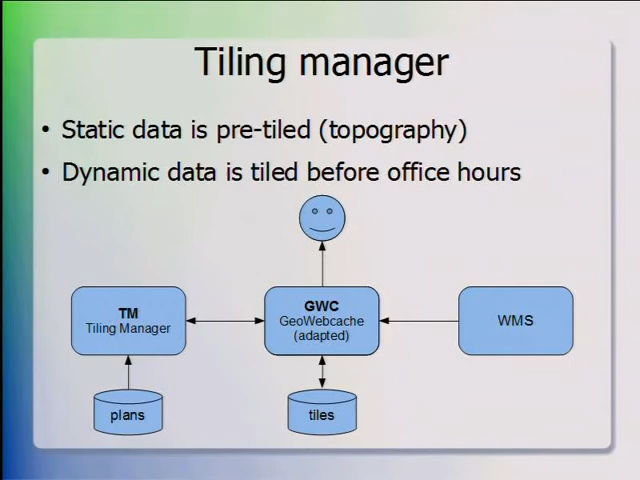 Tiling manager
• Static data is pre-tiled (topography)
• Dynamic data is tiled before office hours
TM
Tiling Manager
GWC
GeoWebcache
(adapted)
WMS
plans
tiles